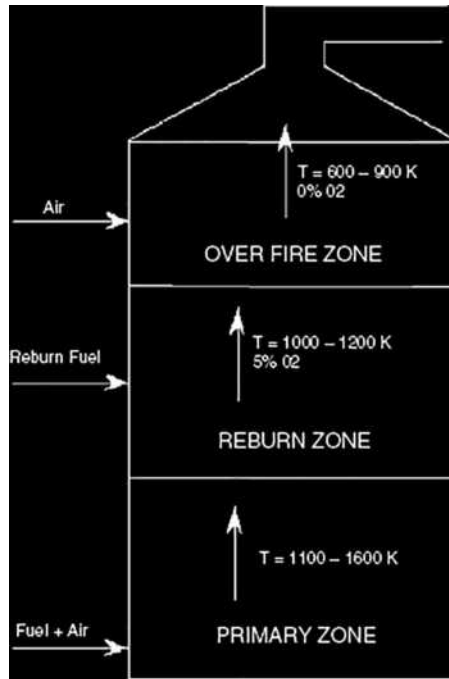 T = 600 – 900 K
0% 02
Air
OVER FIRE ZONE
T = 1000 – 1200 K
5% 02
Reburn Fuel
REBURN ZONE
T = 1100 – 1600 K
Fuel + Air
PRIMARY ZONE